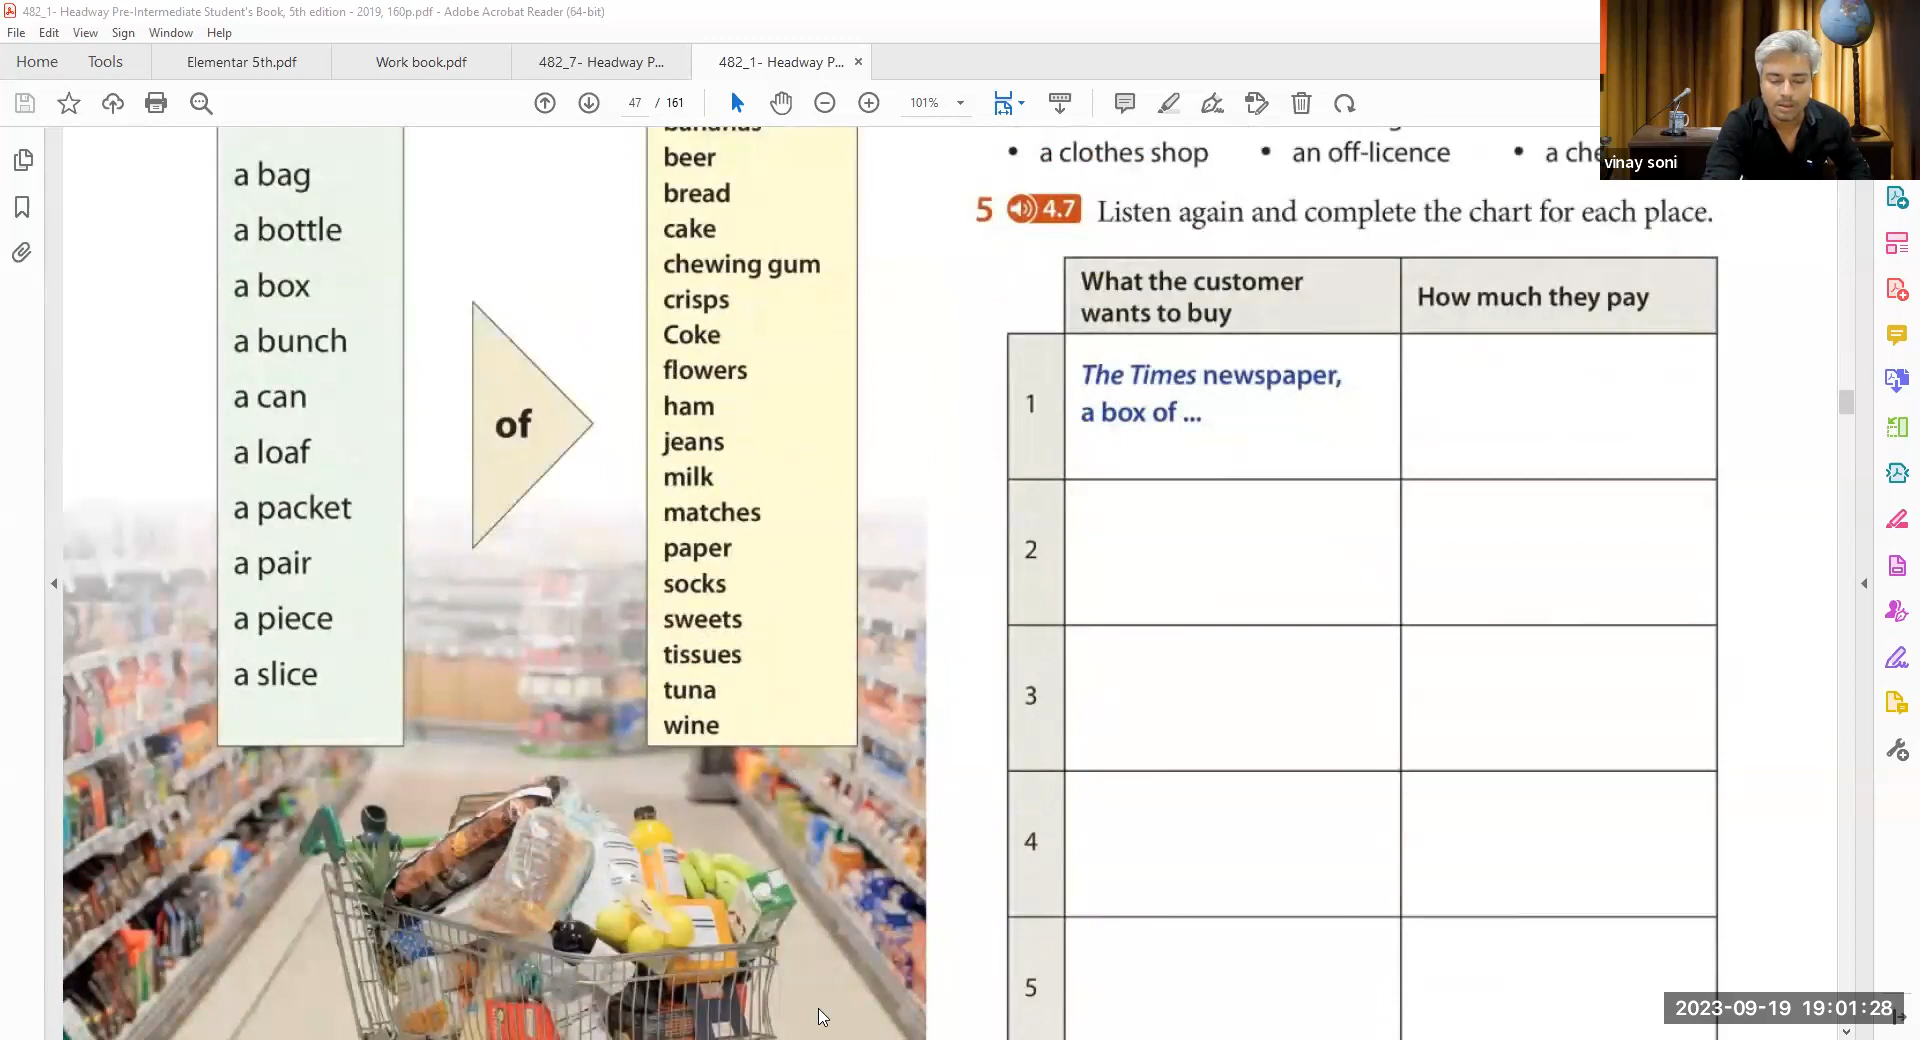 482_1- Headway Pre-Intermediate Student's Book, 5th edition - 2019, 160p.pdf - Adobe Acrobat Reader (64-bit)
File Edit View Sign Window Help
Home Tools Elementar 5th.pdf Work book.pdf 482_7- Headway P... 482_1- Headway P... ×
47 / 161 101%
vinay soni
a bag
a bottle
a box
a bunch
a can
a loaf
a packet
a pair
a piece
a slice
of
bananas
beer
bread
cake
chewing gum
crisps
Coke
flowers
ham
jeans
milk
matches
paper
socks
sweets
tissues
tuna
wine
• a clothes shop • an off-licence • a
5 4.7 Listen again and complete the chart for each place.
What the customer
wants to buy
How much they pay
1
The Times newspaper,
a box of ...
2
3
4
5
2023-09-19 19:01:28